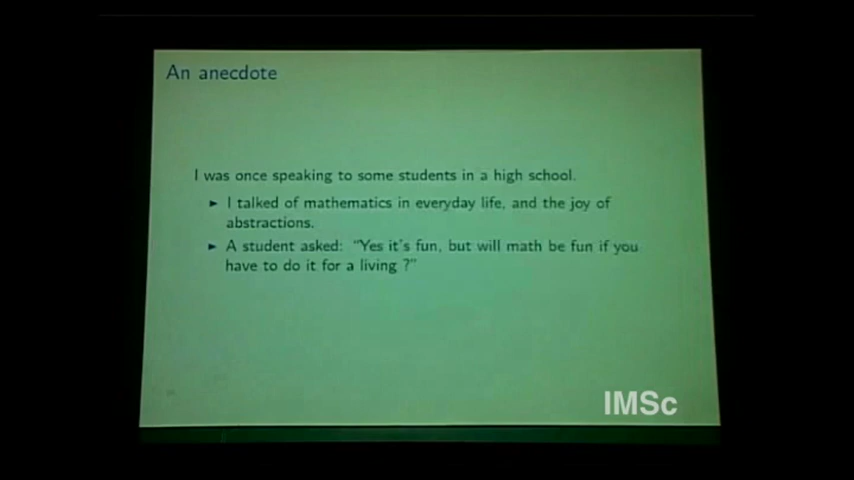 An anecdote
I was once speaking to some students in a high school.
► I talked of mathematics in everyday life, and the joy of
abstractions.
► A student asked: “Yes it's fun, but will math be fun if you
have to do it for a living ?”
IMSc